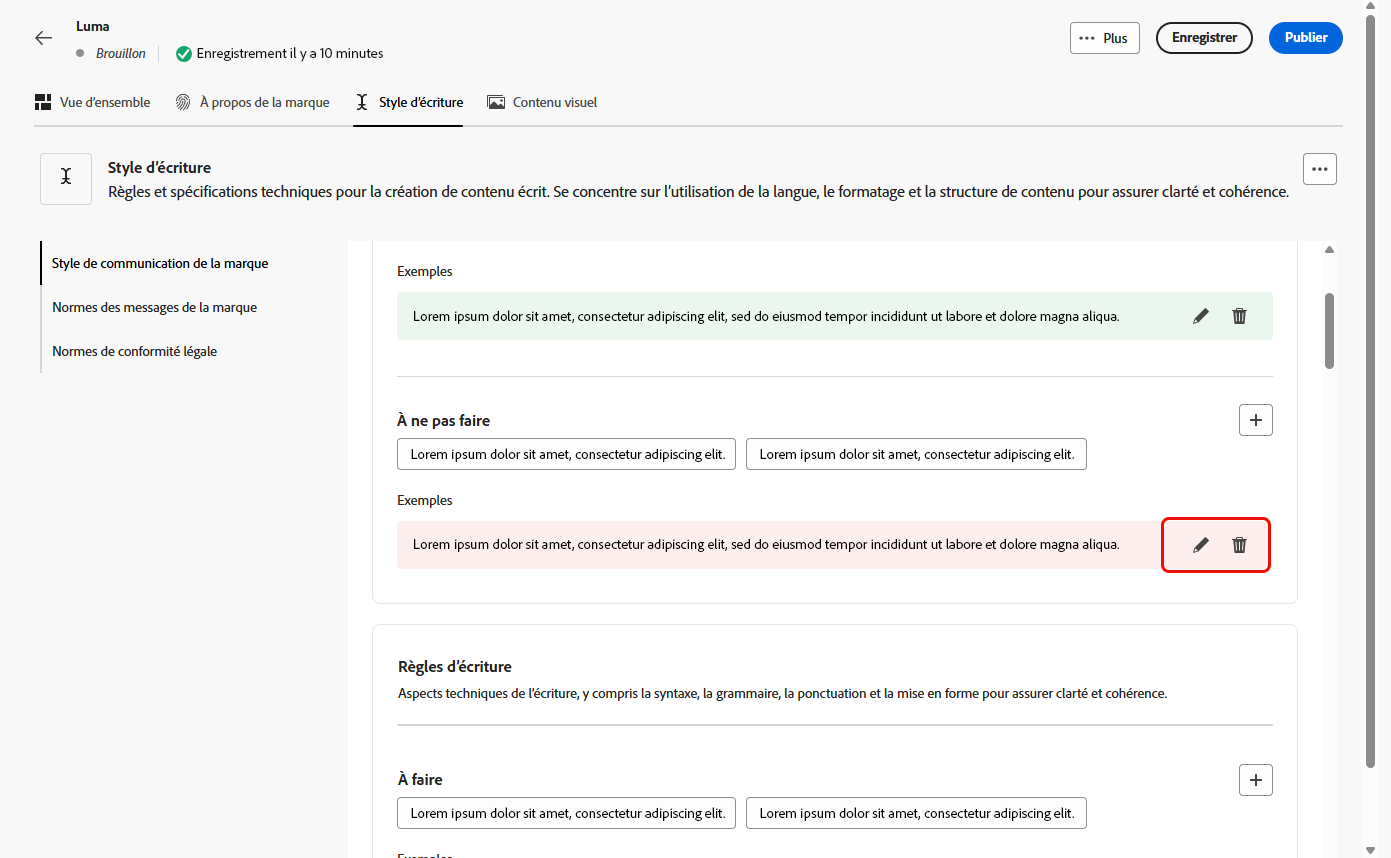 Luma
Brouillon
Enregistrement il y a 10 minutes
Plus
Enregistrer
Publier
Vue d'ensemble
À propos de la marque
Style d'écriture
Contenu visuel
Style d'écriture
Règles et spécifications techniques pour la création de contenu écrit. Se concentre sur l'utilisation de la langue, le formatage et la structure de contenu pour assurer clarté et cohérence.
Style de communication de la marque
Normes des messages de la marque
Normes de conformité légale
Exemples
Lorem ipsum dolor sit amet, consectetur adipiscing elit, sed do eiusmod tempor incididunt ut labore et dolore magna aliqua.
À ne pas faire
Lorem ipsum dolor sit amet, consectetur adipiscing elit.
Lorem ipsum dolor sit amet, consectetur adipiscing elit.
Exemples
Lorem ipsum dolor sit amet, consectetur adipiscing elit, sed do eiusmod tempor incididunt ut labore et dolore magna aliqua.
Règles d'écriture
Aspects techniques de l'écriture, y compris la syntaxe, la grammaire, la ponctuation et la mise en forme pour assurer clarté et cohérence.
À faire
Lorem ipsum dolor sit amet, consectetur adipiscing elit.
Lorem ipsum dolor sit amet, consectetur adipiscing elit.
Exemples